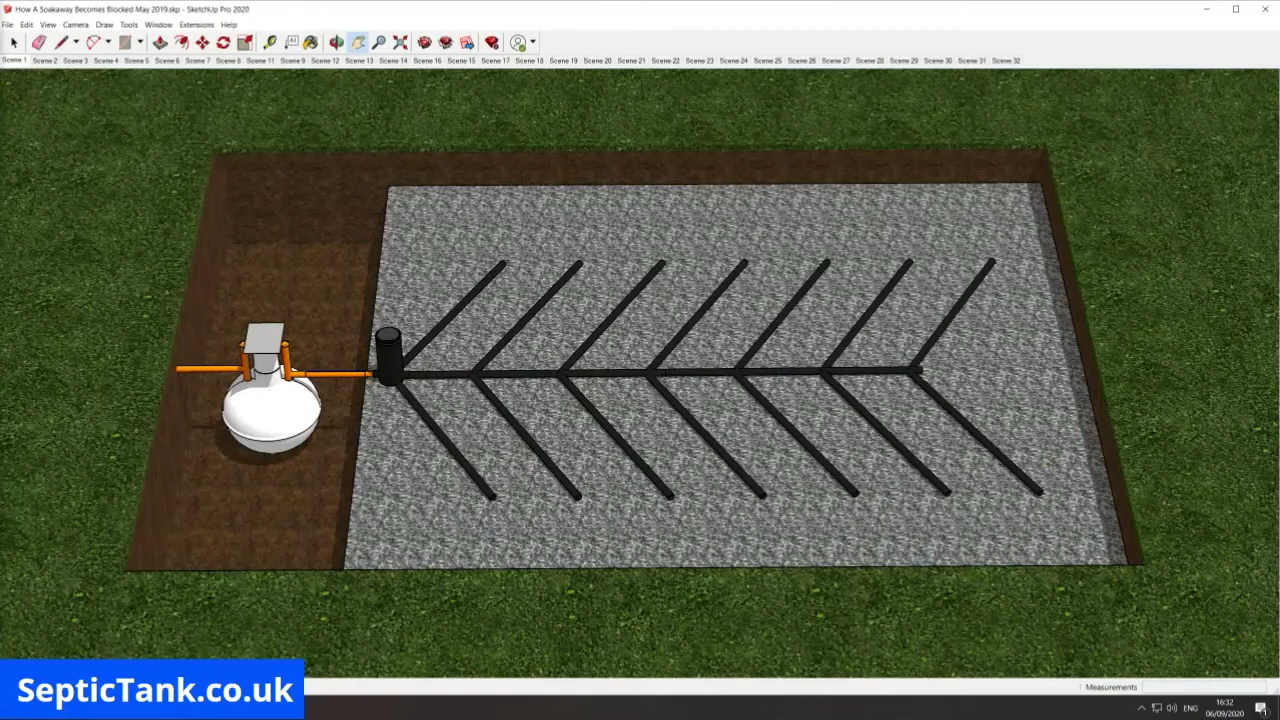 How A Soakaway Becomes Blocked May 2019.skp - SketchUp Pro 2020
File Edit View Camera Draw Tools Window Extensions Help
Scene 1 Scene 2 Scene 3 Scene 4 Scene 5 Scene 6 Scene 7 Scene 8 Scene 11 Scene 9 Scene 12 Scene 13 Scene 14 Scene 16 Scene 15 Scene 17 Scene 18 Scene 19 Scene 20 Scene 21 Scene 22 Scene 23 Scene 24 Scene 25 Scene 26 Scene 27 Scene 28 Scene 29 Scene 30 Scene 31 Scene 32
SepticTank.co.uk
Measurements
ENG
16:32
06/09/2020